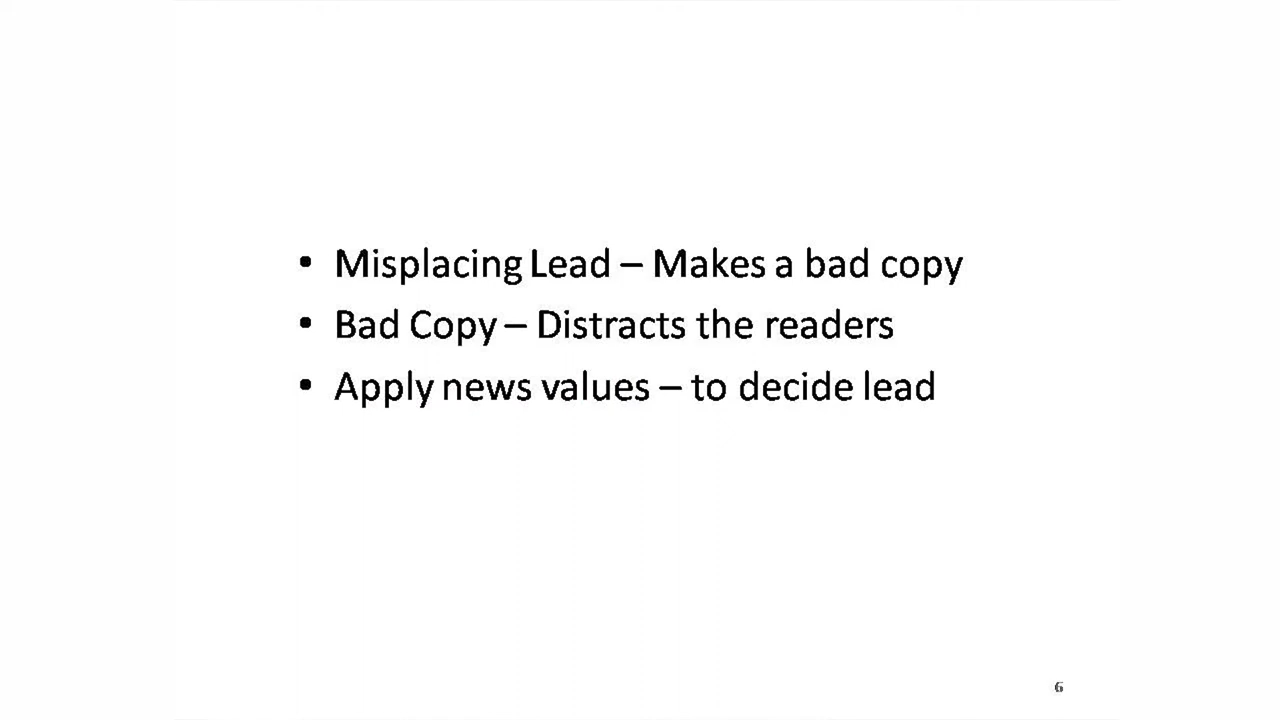 • Misplacing Lead – Makes a bad copy
• Bad Copy – Distracts the readers
• Apply news values – to decide lead
6